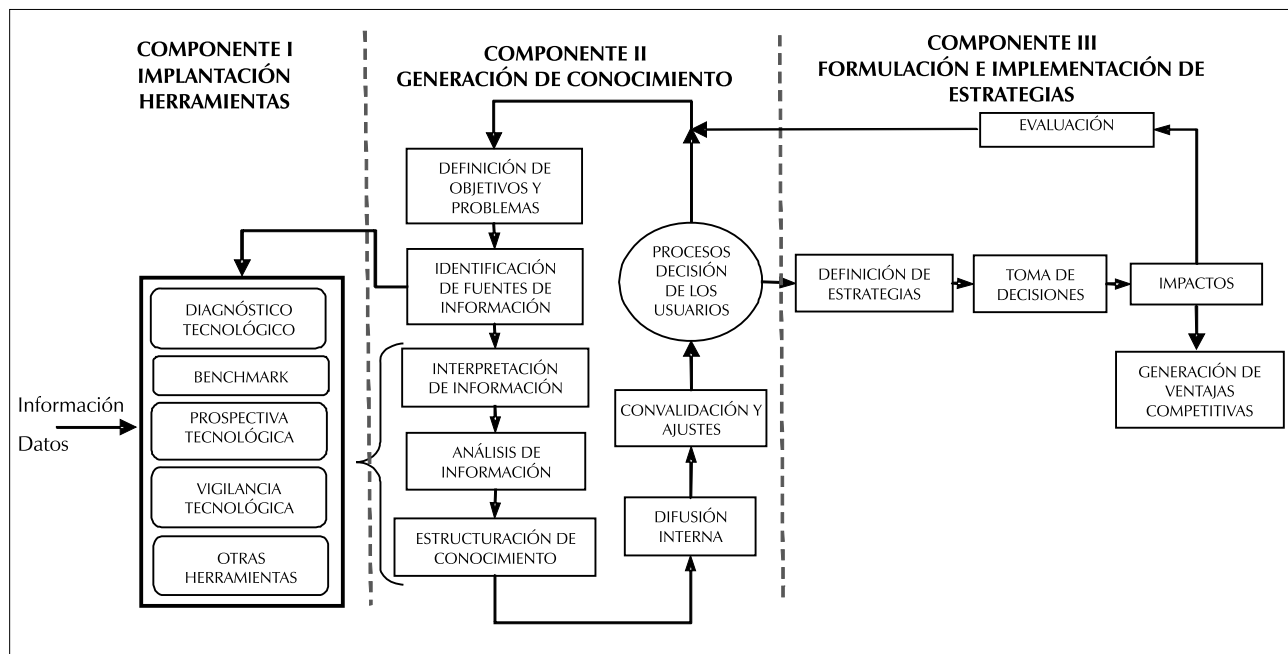 COMPONENTE I
IMPLANTACIÓN
HERRAMIENTAS
Información
Datos
DIAGNÓSTICO
TECNOLÓGICO
BENCHMARK
PROSPECTIVA
TECNOLÓGICA
VIGILANCIA
TECNOLÓGICA
OTRAS
HERRAMIENTAS
COMPONENTE II
GENERACIÓN DE CONOCIMIENTO
DEFINICIÓN DE
OBJETIVOS Y
PROBLEMAS
IDENTIFICACIÓN
DE FUENTES DE
INFORMACIÓN
INTERPRETACIÓN
DE INFORMACIÓN
ANÁLISIS DE
INFORMACIÓN
ESTRUCTURACIÓN DE
CONOCIMIENTO
DIFUSIÓN
INTERNA
CONVALIDACIÓN Y
AJUSTES
PROCESOS
DECISIÓN
DE LOS
USUARIOS
COMPONENTE III
FORMULACIÓN E IMPLEMENTACIÓN DE
ESTRATEGIAS
EVALUACIÓN
DEFINICIÓN DE
ESTRATEGIAS
TOMA DE
DECISIONES
IMPACTOS
GENERACIÓN DE
VENTAJAS
COMPETITIVAS